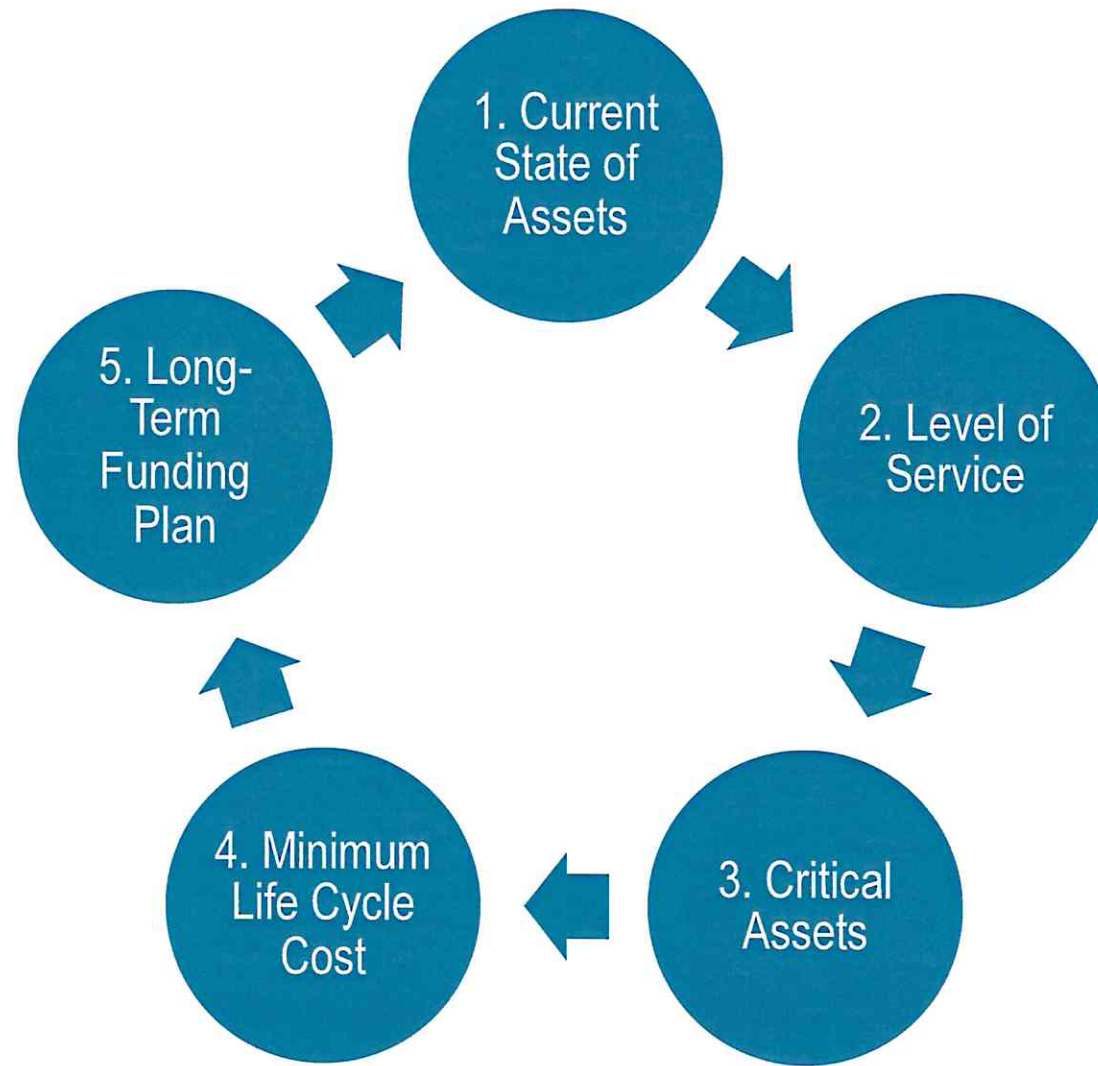 1. Current
State of
Assets
2. Level of
Service
3. Critical
Assets
4. Minimum
Life Cycle
Cost
5. Long-
Term
Funding
Plan